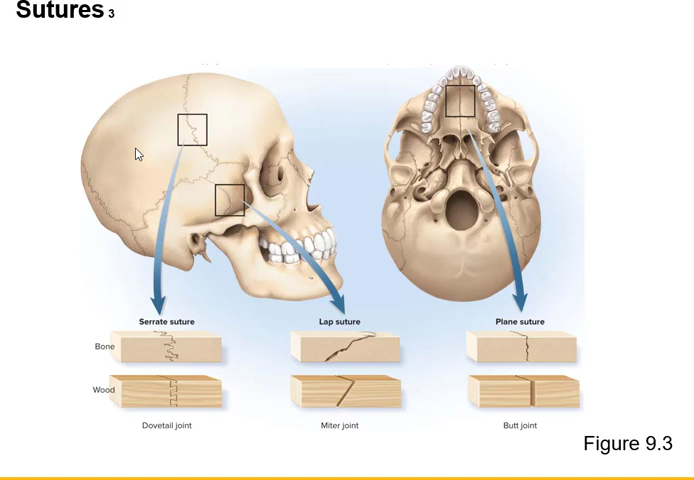 Sutures 3
Serrate suture
Lap suture
Plane suture
Bone
Wood
Dovetail joint
Miter joint
Butt joint
Figure 9.3